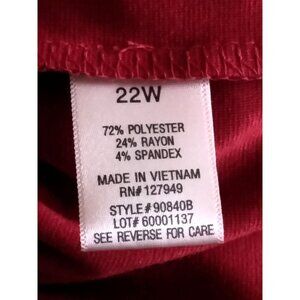 22W
72% POLYESTER
24% RAYON
4% SPANDEX
MADE IN VIETNAM
RN# 127949
STYLE# 90840B
LOT# 60001137
SEE REVERSE FOR CARE